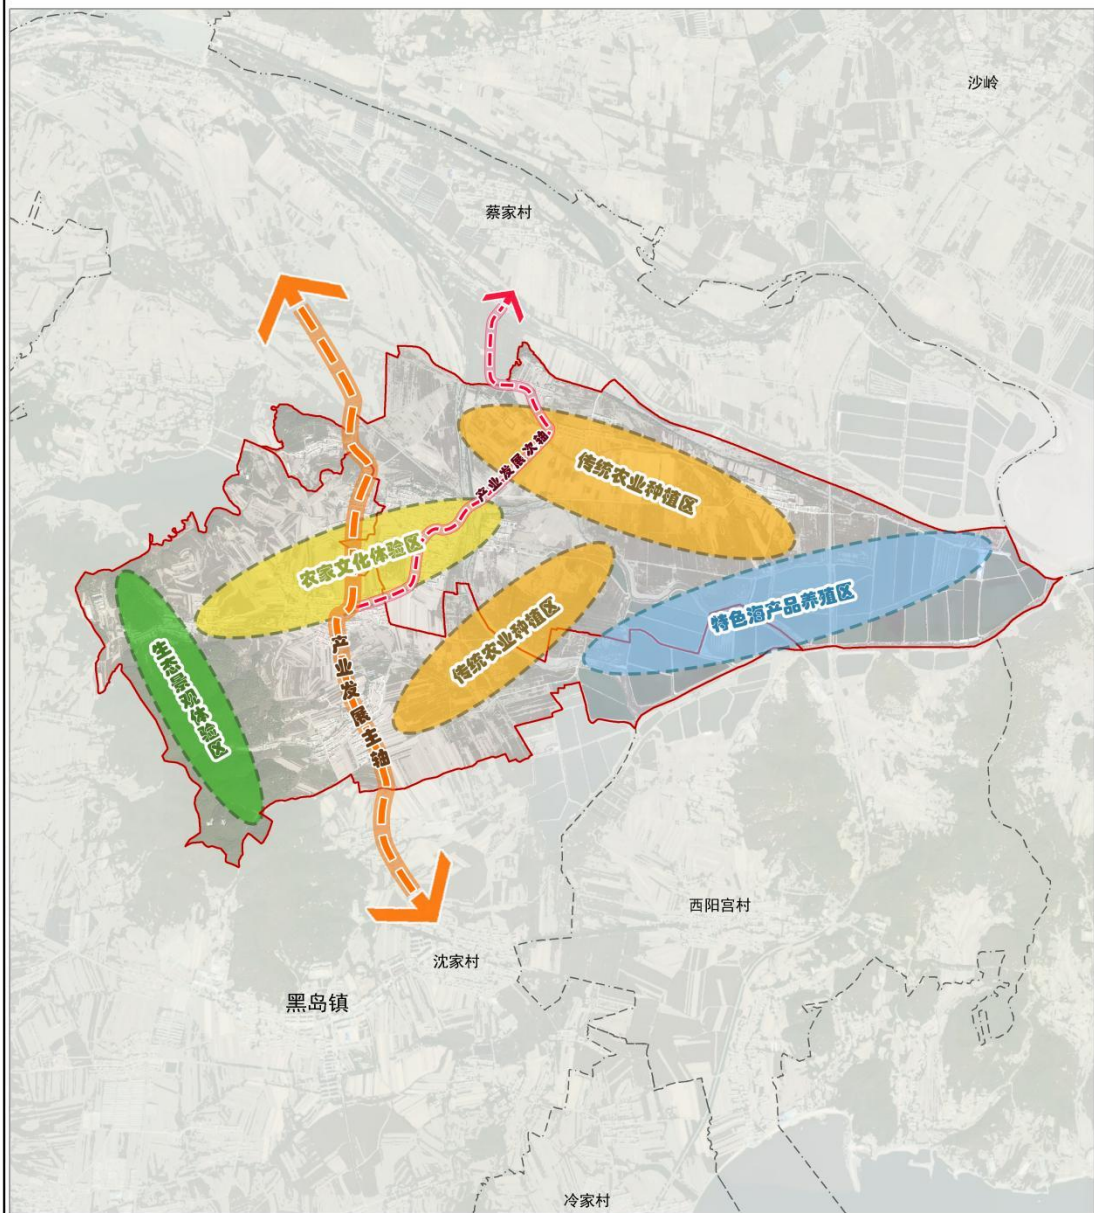 沙岭
蔡家村
产业发展次轴
传统农业种植区
农家文化体验区
特色海产品养殖区
传统农业种植区
生态景观体验区
产业发展主轴
西阳宫村
沈家村
黑岛镇
冷家村